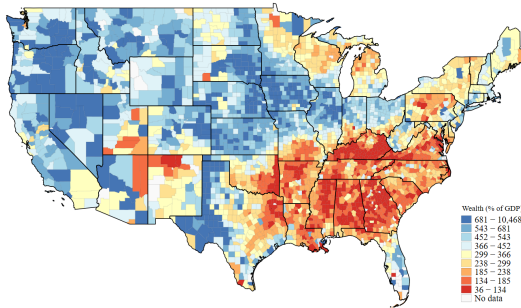 Wealth (% of GDP)
681 – 10,468
543 – 681
452 – 543
366 – 452
299 – 366
238 – 299
185 – 238
134 – 185
36 – 134
No data